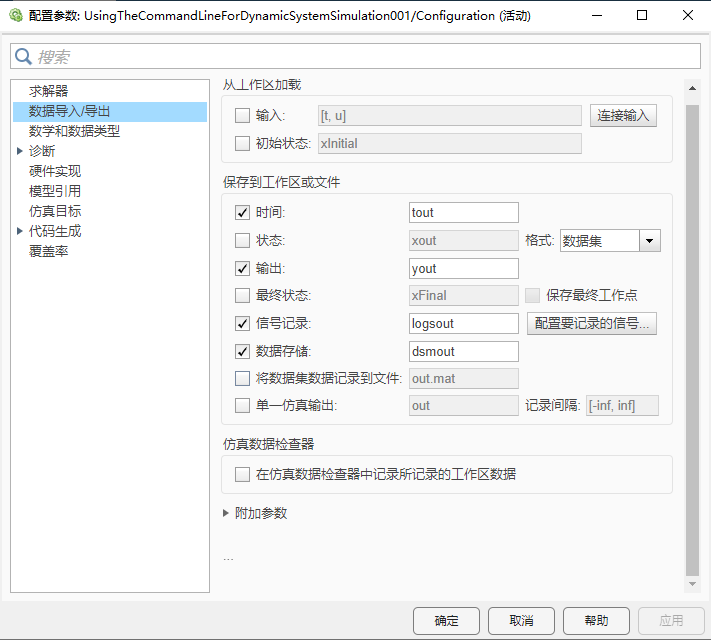 配置参数: UsingTheCommandLineForDynamicSystemSimulation001/Configuration (活动)
搜索
求解器
数据导入/导出
数学和数据类型
诊断
硬件实现
模型引用
仿真目标
代码生成
覆盖率
从工作区加载
输入: [t, u] 连接输入
初始状态: xInitial
保存到工作区或文件
时间: tout
状态: xout 格式: 数据集
输出: yout
最终状态: xFinal 保存最终工作点
信号记录: logsout 配置要记录的信号...
数据存储: dsmout
将数据集数据记录到文件: out.mat
单一仿真输出: out 记录间隔: [-inf, inf]
仿真数据检查器
在仿真数据检查器中记录所记录的工作区数据
附加参数
...
确定 取消 帮助 应用